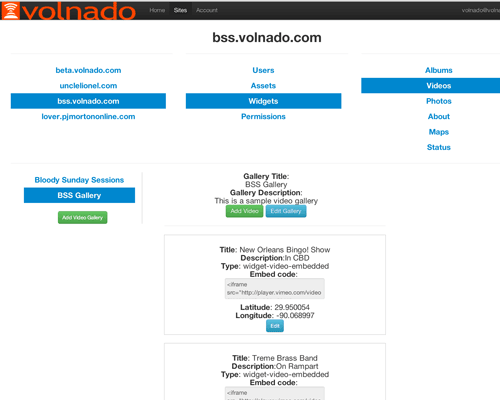 volnado
Home Sites Account
bss.volnado.com
beta.volnado.com
unclelionel.com
bss.volnado.com
lover.pjmortononline.com
Users
Assets
Widgets
Permissions
Albums
Videos
Photos
About
Maps
Status
Bloody Sunday Sessions
BSS Gallery
Add Video Gallery
Gallery Title:
BSS Gallery
Gallery Description:
This is a sample video gallery
Add Video Edit Gallery
Title: New Orleans Bingo! Show
Description:In CBD
Type: widget-video-embedded
Embed code:
<iframe
src="http://player.vimeo.com/video
Latitude: 29.950054
Longitude: -90.068997
Edit
Title: Treme Brass Band
Description:On Rampart
Type: widget-video-embedded
Embed code:
<iframe